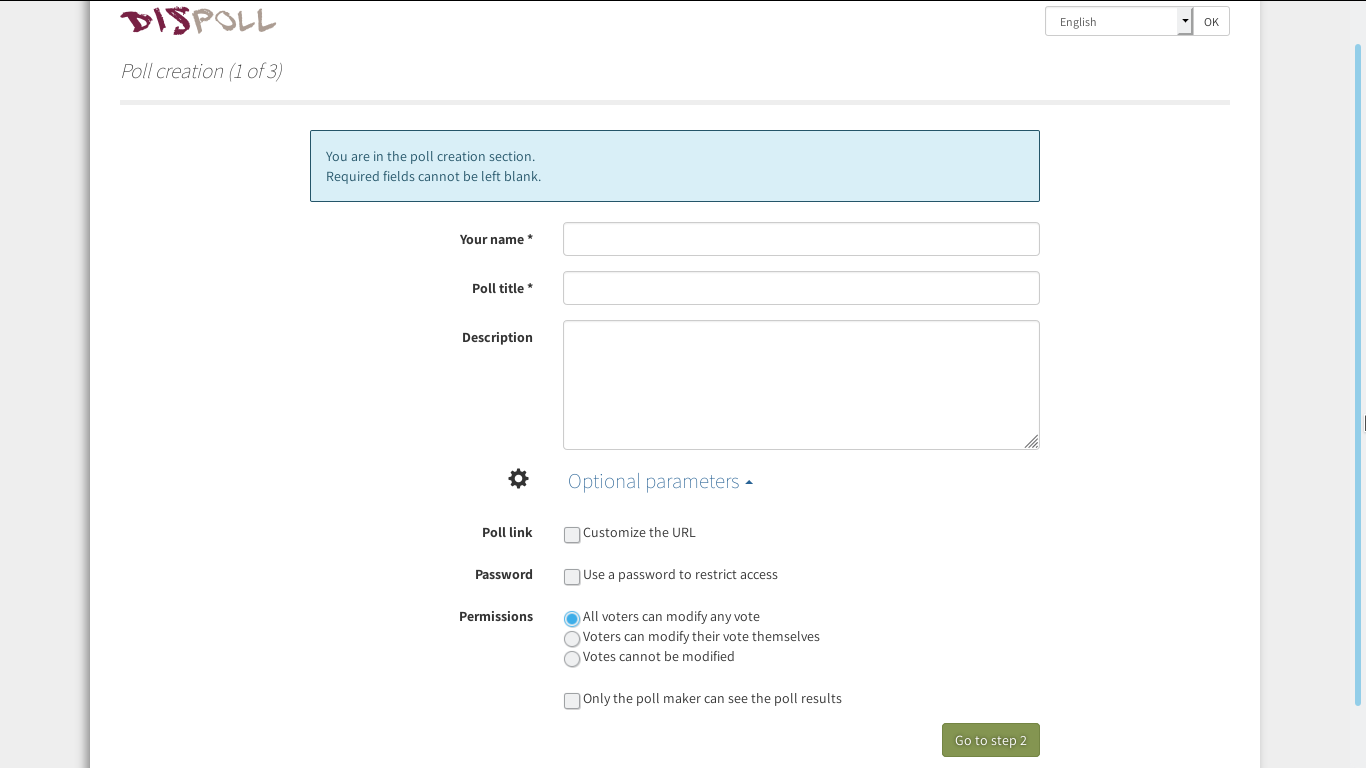 DISPOLL
English
OK
Poll creation (1 of 3)
You are in the poll creation section.
Required fields cannot be left blank.
Your name *
Poll title *
Description
Optional parameters
Poll link
Customize the URL
Password
Use a password to restrict access
Permissions
All voters can modify any vote
Voters can modify their vote themselves
Votes cannot be modified
Only the poll maker can see the poll results
Go to step 2